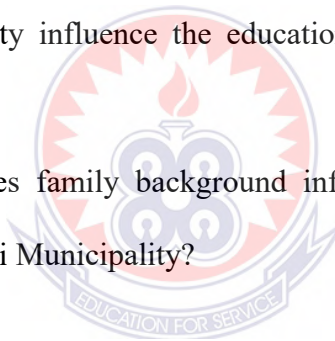 ty influence the educatio
es family background inf
i Municipality?
EDUCATION FOR SERVICE